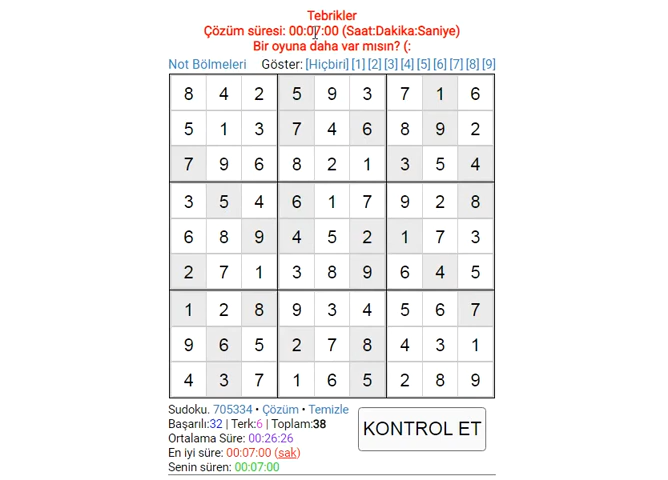 Tebrikler
Çözüm süresi: 00:07:00 (Saat:Dakika:Saniye)
Bir oyuna daha var mısın? (:
Not Bölmeleri Göster: [Hiçbiri] [1] [2] [3] [4] [5] [6] [7] [8] [9]
8 4 2 5 9 3 7 1 6
5 1 3 7 4 6 8 9 2
7 9 6 8 2 1 3 5 4
3 5 4 6 1 7 9 2 8
6 8 9 4 5 2 1 7 3
2 7 1 3 8 9 6 4 5
1 2 8 9 3 4 5 6 7
9 6 5 2 7 8 4 3 1
4 3 7 1 6 5 2 8 9
Sudoku. 705334 • Çözüm • Temizle
Başarılı:32 | Terk:6 | Toplam:38
Ortalama Süre: 00:26:26
En iyi süre: 00:07:00 (sak)
Senin süren: 00:07:00
KONTROL ET